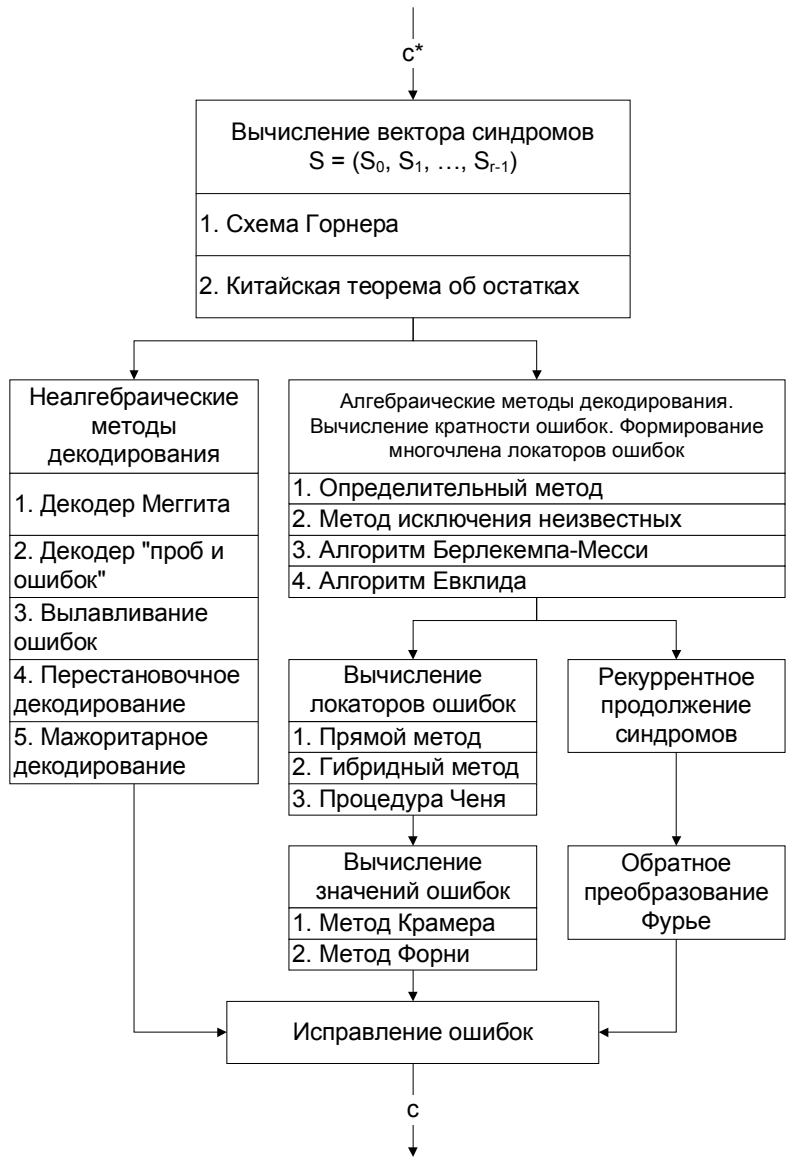 c*
Вычисление вектора синдромов
S = (S₀, S₁, …, Sᵣ₋₁)
1. Схема Горнера
2. Китайская теорема об остатках
Неалгебраические
методы
декодирования
1. Декодер Меггита
2. Декодер "проб и
ошибок"
3. Вылавливание
ошибок
4. Перестановочное
декодирование
5. Мажоритарное
декодирование
Алгебраические методы декодирования.
Вычисление кратности ошибок. Формирование
многочлена локаторов ошибок
1. Определительный метод
2. Метод исключения неизвестных
3. Алгоритм Берлекемпа-Месси
4. Алгоритм Евклида
Вычисление
локаторов ошибок
1. Прямой метод
2. Гибридный метод
3. Процедура Ченя
Рекуррентное
продолжение
синдромов
Вычисление
значений ошибок
1. Метод Крамера
2. Метод Форни
Обратное
преобразование
Фурье
Исправление ошибок
c